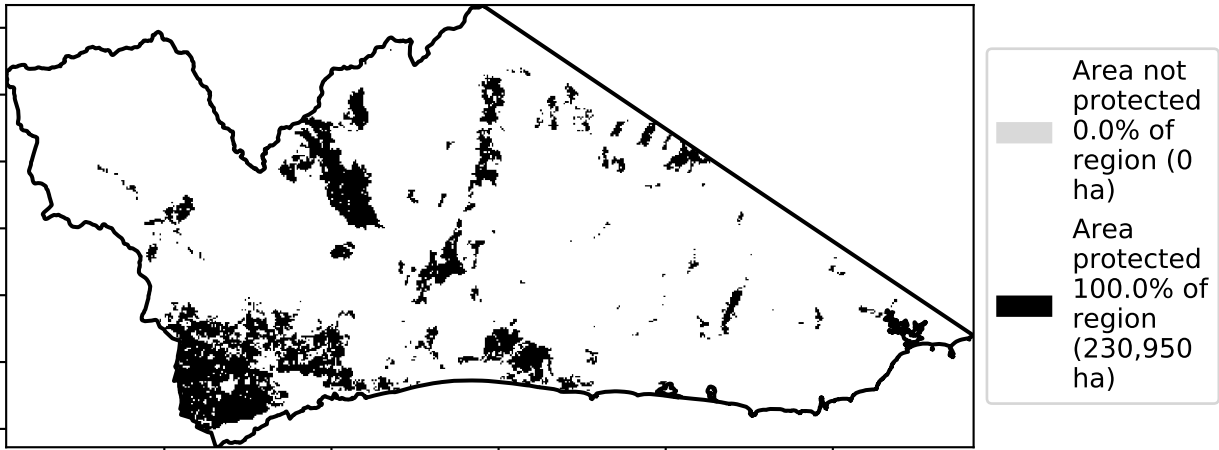 Area not
protected
0.0% of
region (0
ha)
Area
protected
100.0% of
region
(230,950
ha)